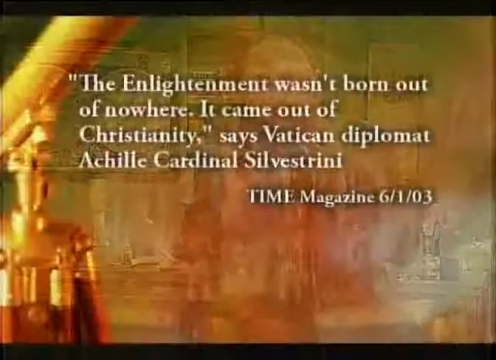 "The Enlightenment wasn't born out
of nowhere. It came out of
Christianity," says Vatican diplomat
Achille Cardinal Silvestrini
TIME Magazine 6/1/03